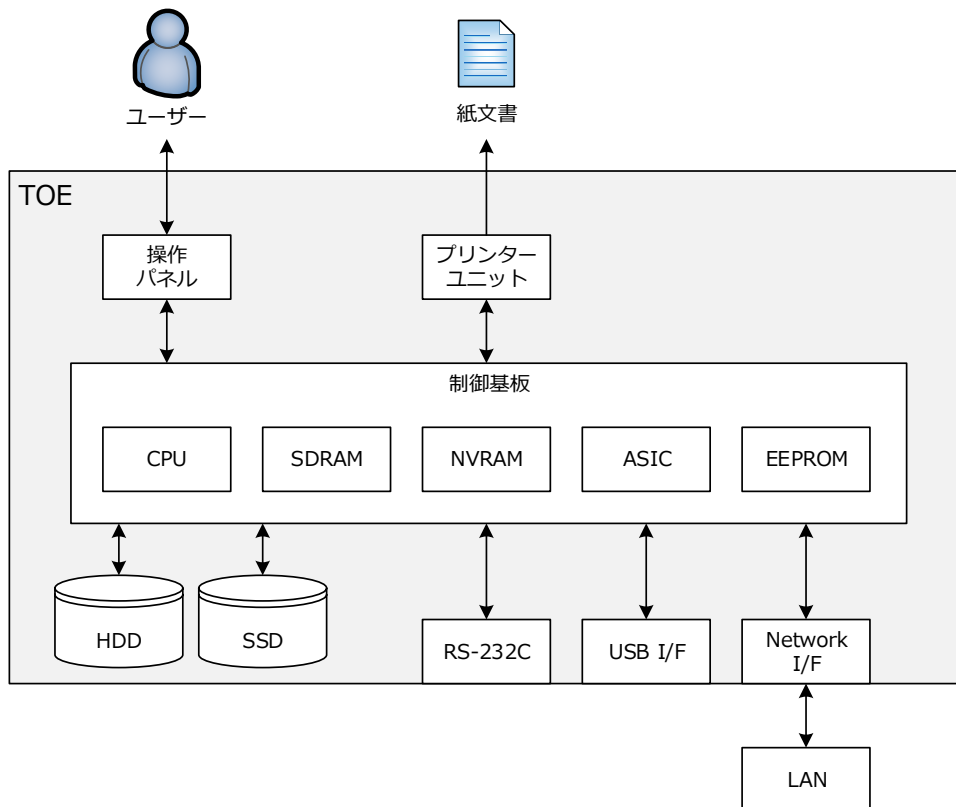 ユーザー
紙文書
TOE
操作
パネル
プリンター
ユニット
制御基板
CPU
SDRAM
NVRAM
ASIC
EEPROM
HDD
SSD
RS-232C
USB I/F
Network
I/F
LAN